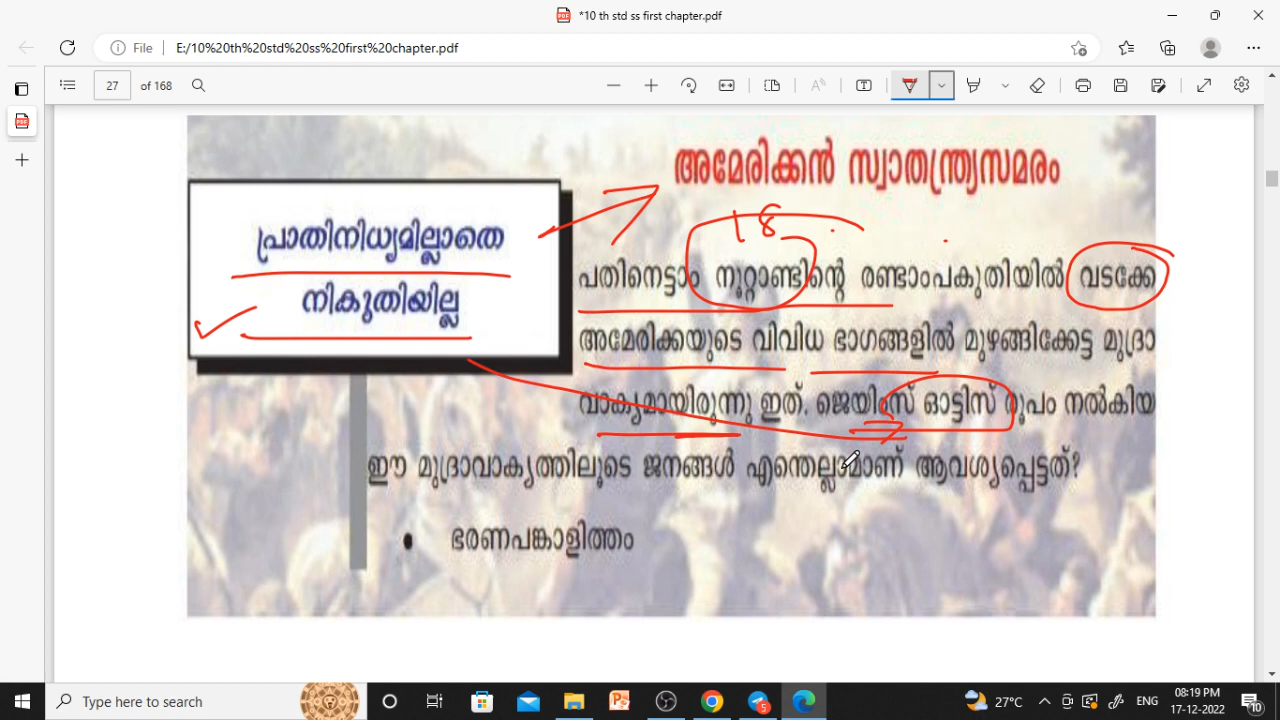 *10 th std ss first chapter.pdf
File E:/10%20th%20std%20ss%20first%20chapter.pdf
27 of 168
അമേരിക്കൻ സ്വാതന്ത്ര്യസമരം
പ്രാതിനിധ്യമില്ലാതെ
നികുതിയില്ല
18
പതിനെട്ടാം നൂറ്റാണ്ടിന്റെ രണ്ടാംപകുതിയിൽ വടക്കേ
അമേരിക്കയുടെ വിവിധ ഭാഗങ്ങളിൽ മുഴങ്ങിക്കേട്ട മുദ്രാ
വാക്യമായിരുന്നു ഇത്. ജെയിംസ് ഓട്ടിസ് രൂപം നൽകിയ
ഈ മുദ്രാവാക്യത്തിലൂടെ ജനങ്ങൾ എന്തെല്ലാമാണ് ആവശ്യപ്പെട്ടത്?
• ഭരണപങ്കാളിത്തം
Type here to search
27°C
ENG
08:19 PM
17-12-2022
10
5